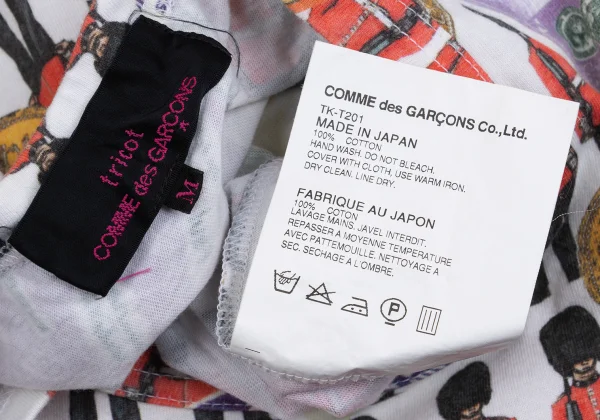 tricot
COMME des GARCONS
M
COMME des GARÇONS Co.,Ltd.
TK-T201
MADE IN JAPAN
100% COTTON
HAND WASH. DO NOT BLEACH.
COVER WITH CLOTH, USE WARM IRON.
DRY CLEAN. LINE DRY.
FABRIQUE AU JAPON
100% COTON
LAVAGE MAINS. JAVEL INTERDIT.
REPASSER A MOYENNE TEMPERATURE
AVEC PATTEMOUILLE. NETTOYAGE A
SEC. SECHAGE A L'OMBRE.
P